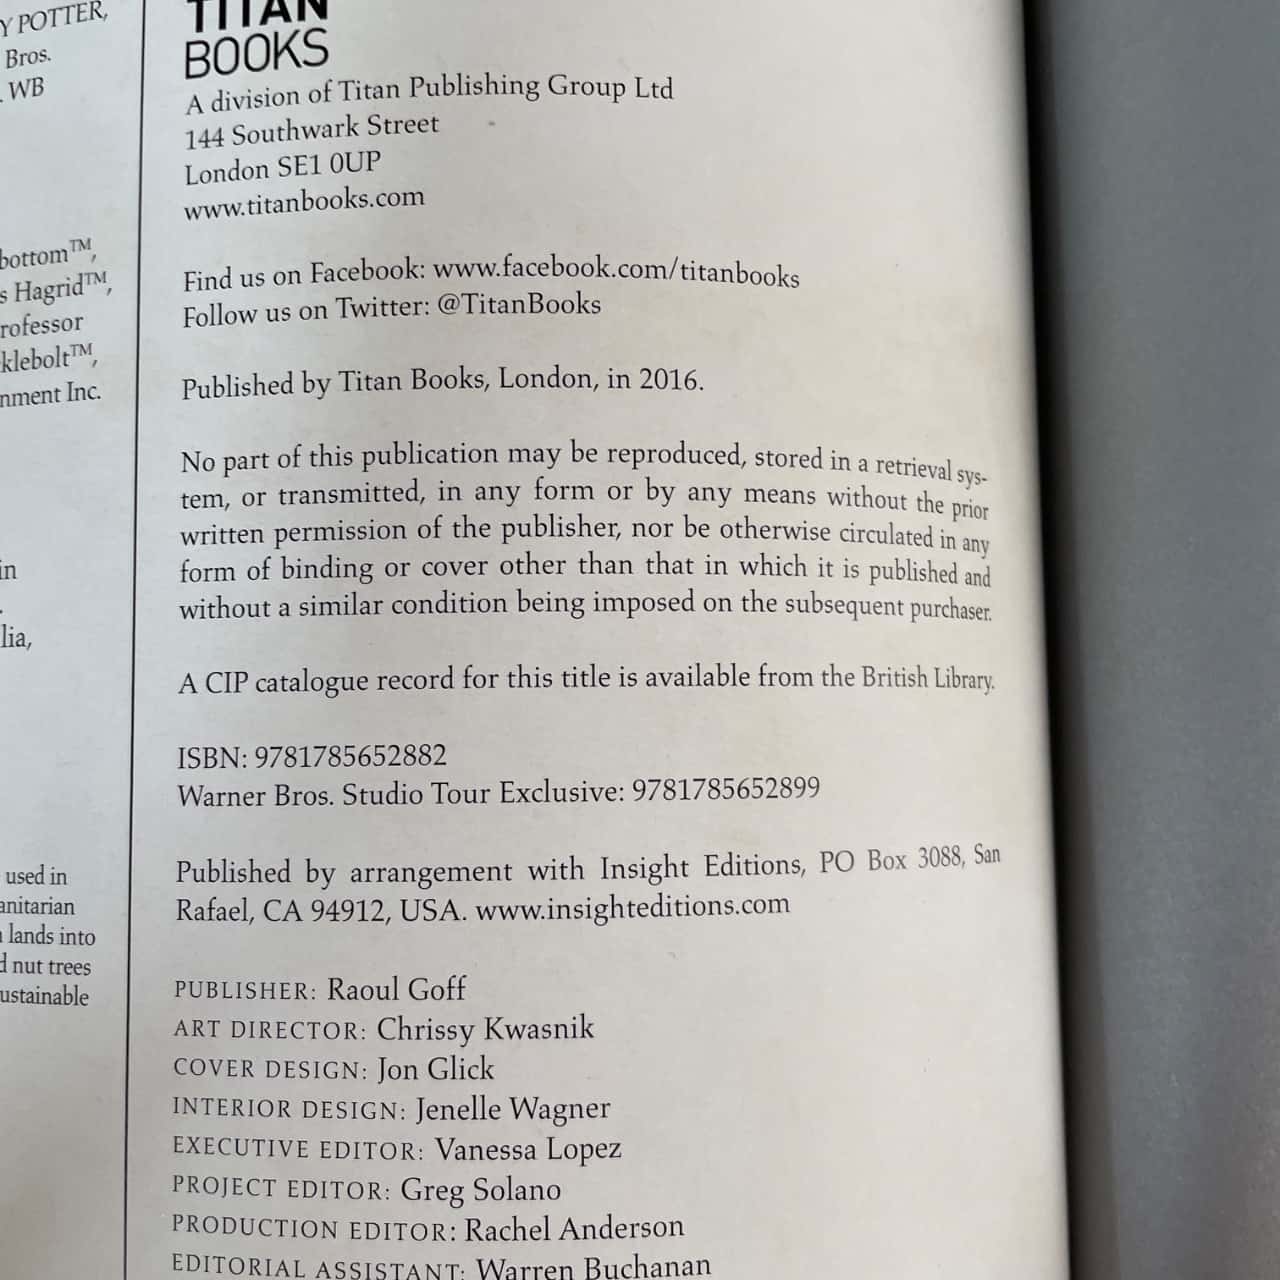 Y POTTER,
Bros.
. WB
bottom™,
s Hagrid™,
rofessor
klebolt™,
nment Inc.
in
.
lia,
used in
anitarian
lands into
d nut trees
ustainable
TITAN
BOOKS
A division of Titan Publishing Group Ltd
144 Southwark Street
London SE1 0UP
www.titanbooks.com
Find us on Facebook: www.facebook.com/titanbooks
Follow us on Twitter: @TitanBooks
Published by Titan Books, London, in 2016.
No part of this publication may be reproduced, stored in a retrieval sys-
tem, or transmitted, in any form or by any means without the prior
written permission of the publisher, nor be otherwise circulated in any
form of binding or cover other than that in which it is published and
without a similar condition being imposed on the subsequent purchaser.
A CIP catalogue record for this title is available from the British Library.
ISBN: 9781785652882
Warner Bros. Studio Tour Exclusive: 9781785652899
Published by arrangement with Insight Editions, PO Box 3088, San
Rafael, CA 94912, USA. www.insighteditions.com
PUBLISHER: Raoul Goff
ART DIRECTOR: Chrissy Kwasnik
COVER DESIGN: Jon Glick
INTERIOR DESIGN: Jenelle Wagner
EXECUTIVE EDITOR: Vanessa Lopez
PROJECT EDITOR: Greg Solano
PRODUCTION EDITOR: Rachel Anderson
EDITORIAL ASSISTANT: Warren Buchanan